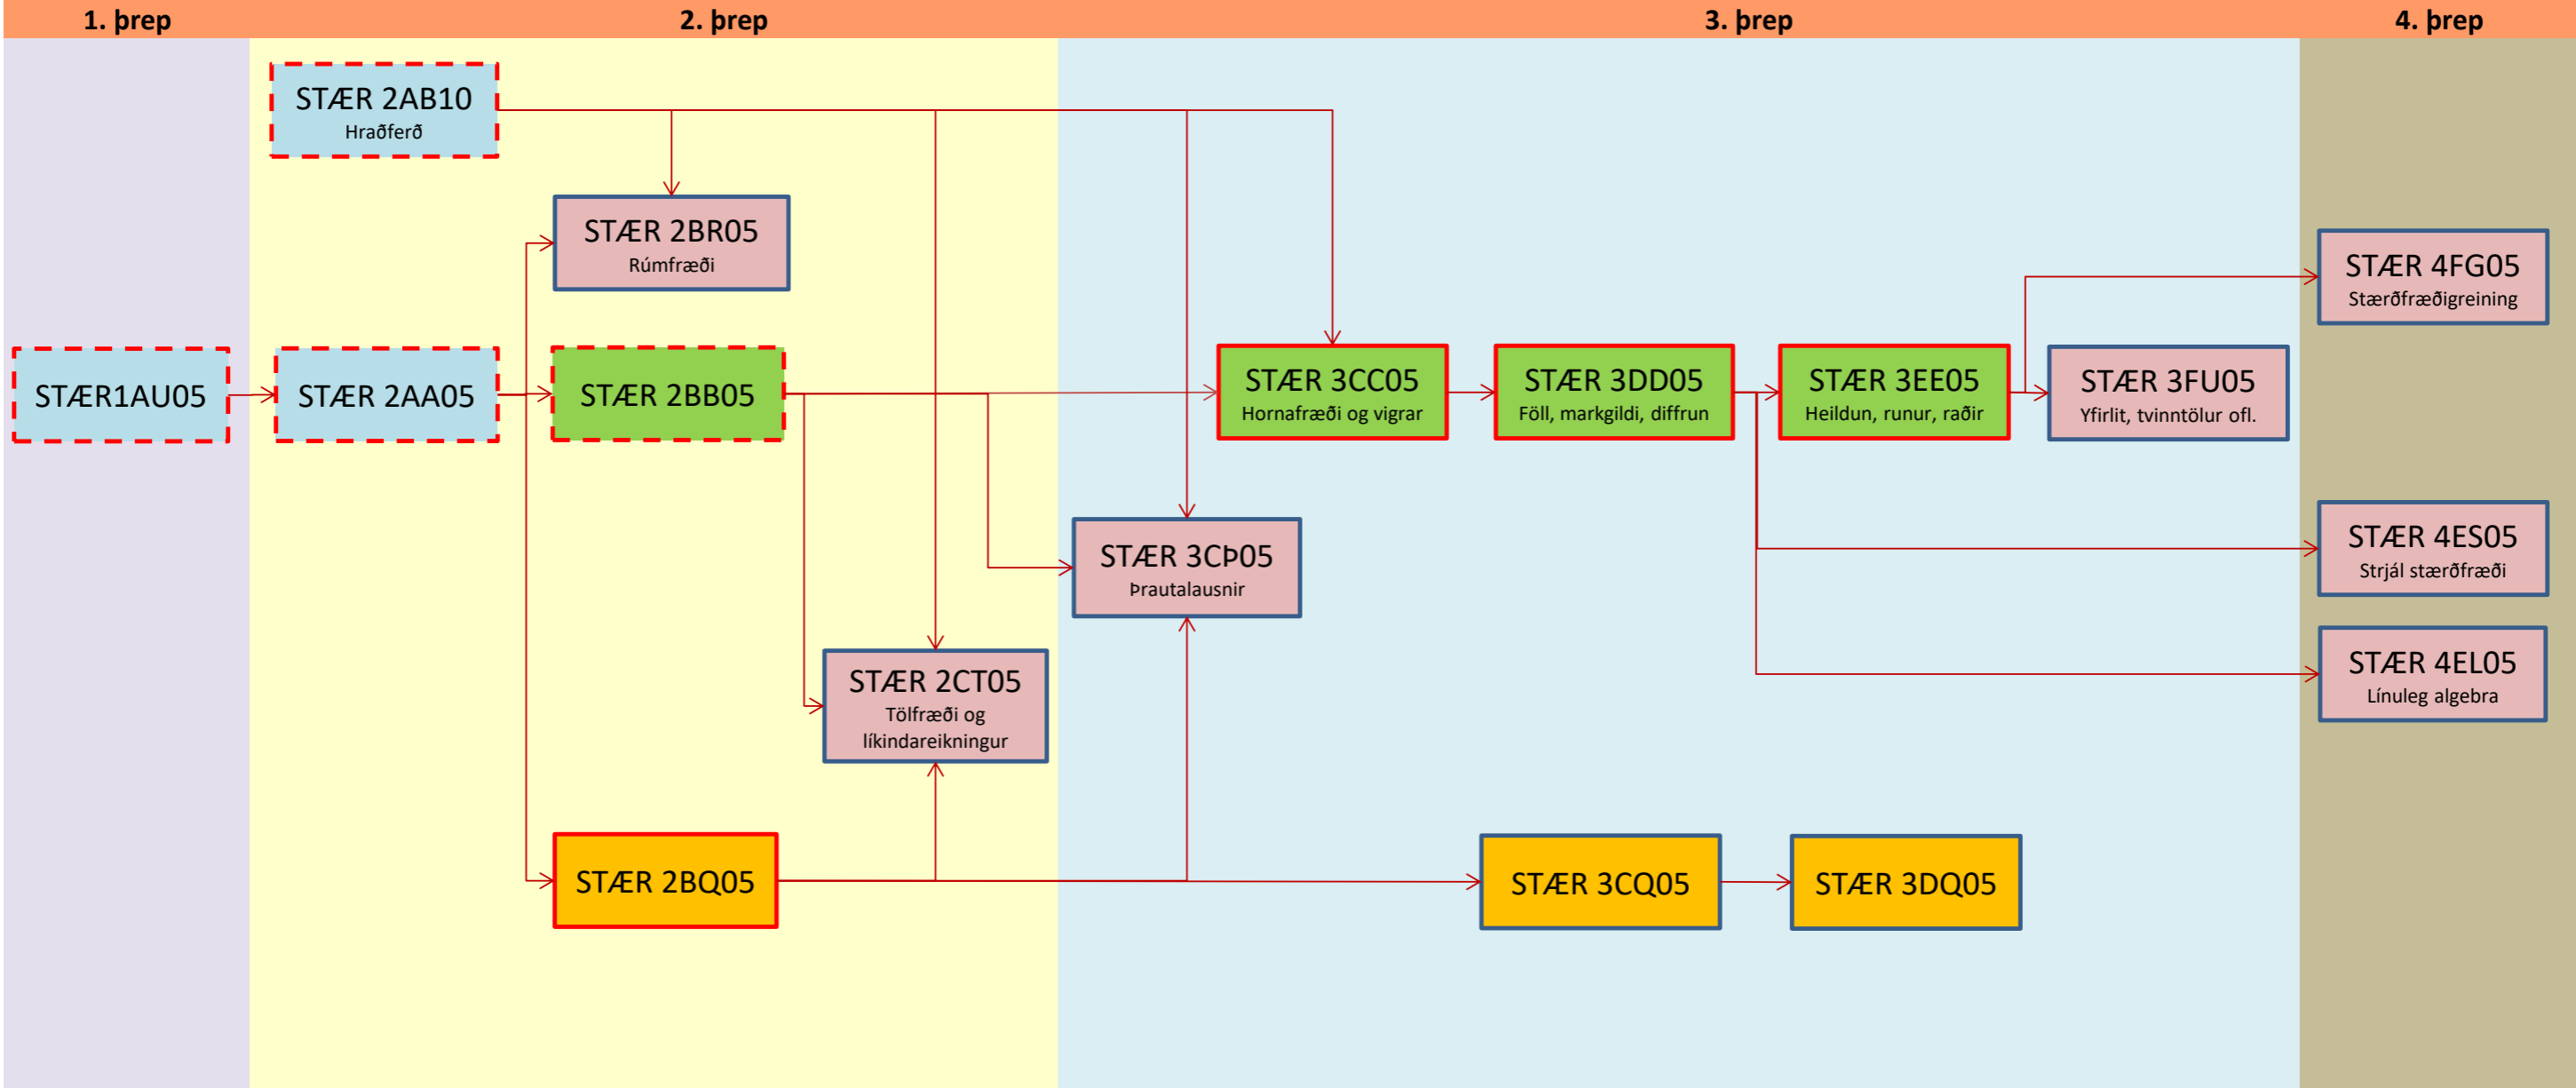 1. þrep
2. þrep
3. þrep
4. þrep
STÆR 2AB10
Hraðferð
STÆR 2BR05
Rúmfræði
STÆR 4FG05
Stærðfræðigreining
STÆR1AU05
STÆR 2AA05
STÆR 2BB05
STÆR 3CC05
Hornafræði og vigrar
STÆR 3DD05
Föll, markgildi, diffrun
STÆR 3EE05
Heildun, runur, raðir
STÆR 3FU05
Yfirlit, tvinntölur ofl.
STÆR 3CÞ05
Þrautalausnir
STÆR 4ES05
Strjál stærðfræði
STÆR 2CT05
Tölfræði og
líkindareikningur
STÆR 4EL05
Línuleg algebra
STÆR 2BQ05
STÆR 3CQ05
STÆR 3DQ05